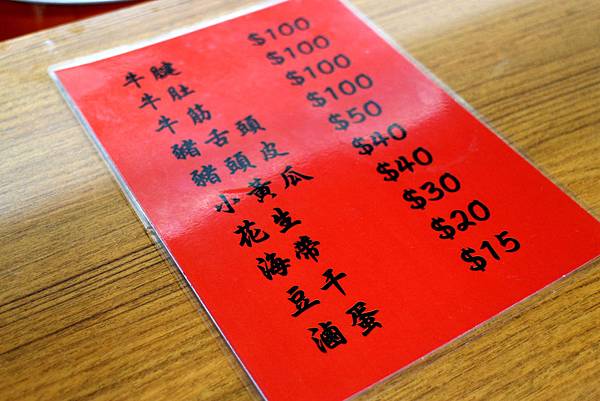 牛腱 $100
牛肚 $100
牛筋 $100
豬舌頭 $100
豬頭皮 $50
小黃瓜 $40
花生 $40
海帶 $30
豆干 $20
滷蛋 $15